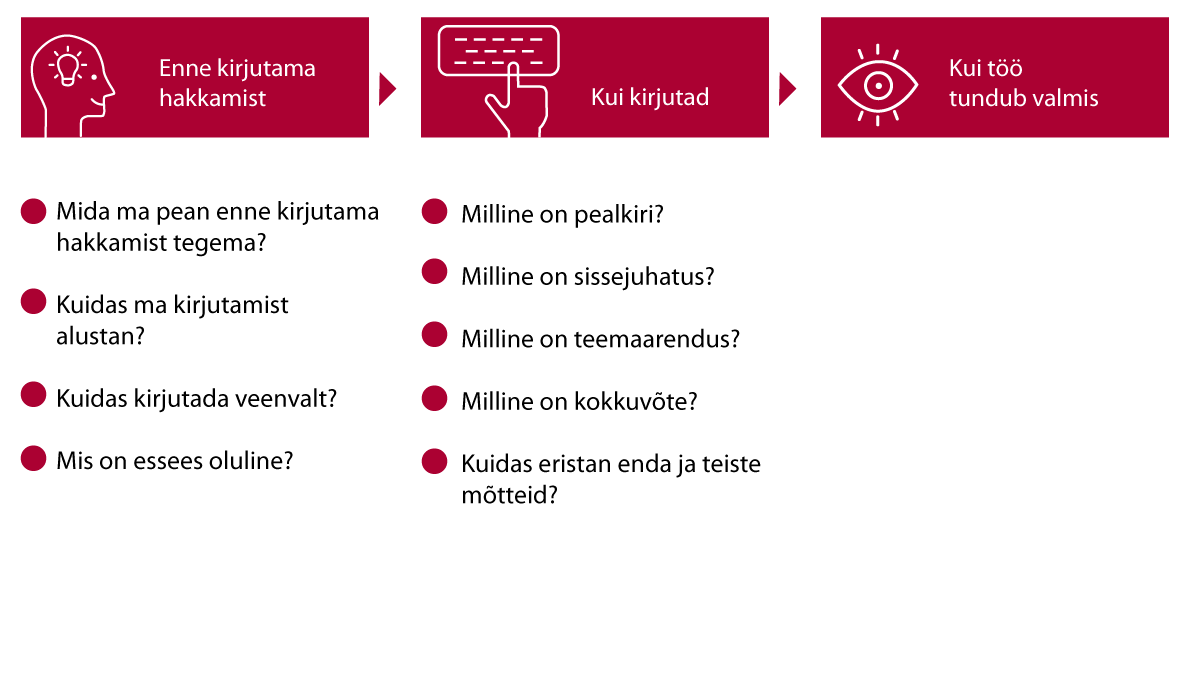 Enne kirjutama
hakkamist
Kui kirjutad
Kui töö
tundub valmis
Mida ma pean enne kirjutama
hakkamist tegema?
Kuidas ma kirjutamist
alustan?
Kuidas kirjutada veenvalt?
Mis on essees oluline?
Milline on pealkiri?
Milline on sissejuhatus?
Milline on teemaarendus?
Milline on kokkuvõte?
Kuidas eristan enda ja teiste
mõtteid?